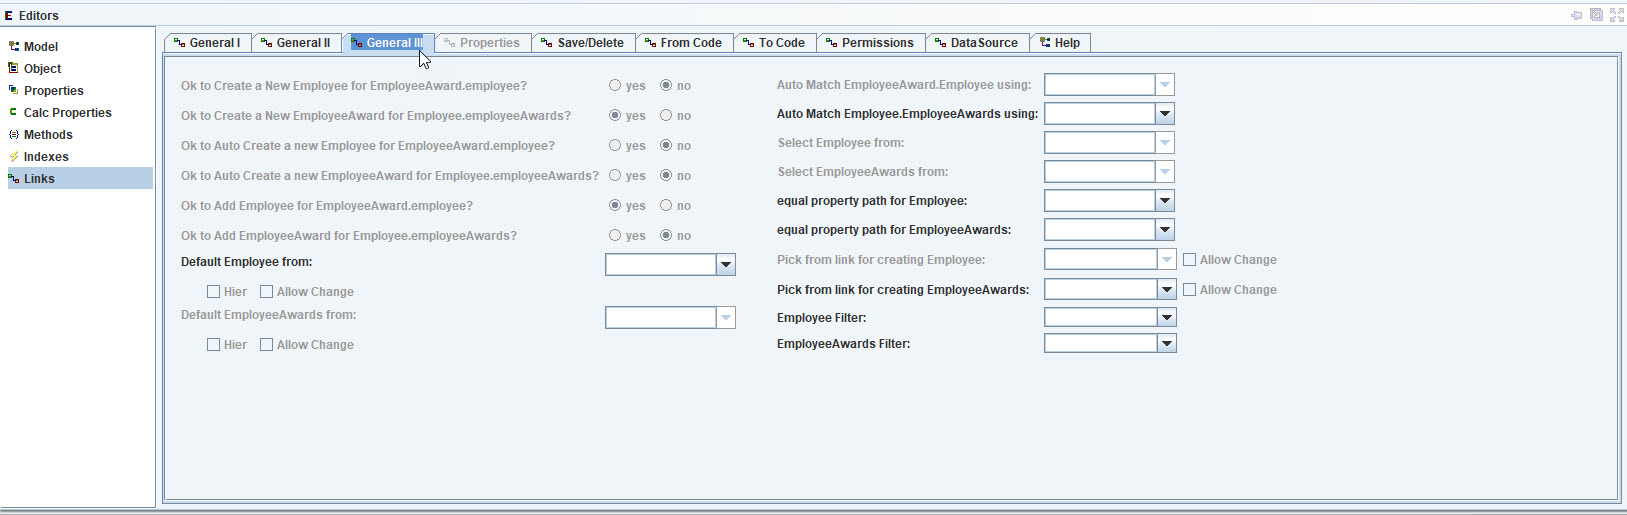 Editors
Model
Object
Properties
Calc Properties
Methods
Indexes
Links
General I
General II
General III
Properties
Save/Delete
From Code
To Code
Permissions
DataSource
Help
Ok to Create a New Employee for EmployeeAward.employee? yes no
Ok to Create a New EmployeeAward for Employee.employeeAwards? yes no
Ok to Auto Create a new Employee for EmployeeAward.employee? yes no
Ok to Auto Create a new EmployeeAward for Employee.employeeAwards? yes no
Ok to Add Employee for EmployeeAward.employee? yes no
Ok to Add EmployeeAward for Employee.employeeAwards? yes no
Default Employee from:
Hier Allow Change
Default EmployeeAwards from:
Hier Allow Change
Auto Match EmployeeAward.Employee using:
Auto Match Employee.EmployeeAwards using:
Select Employee from:
Select EmployeeAwards from:
equal property path for Employee:
equal property path for EmployeeAwards:
Pick from link for creating Employee: Allow Change
Pick from link for creating EmployeeAwards: Allow Change
Employee Filter:
EmployeeAwards Filter: